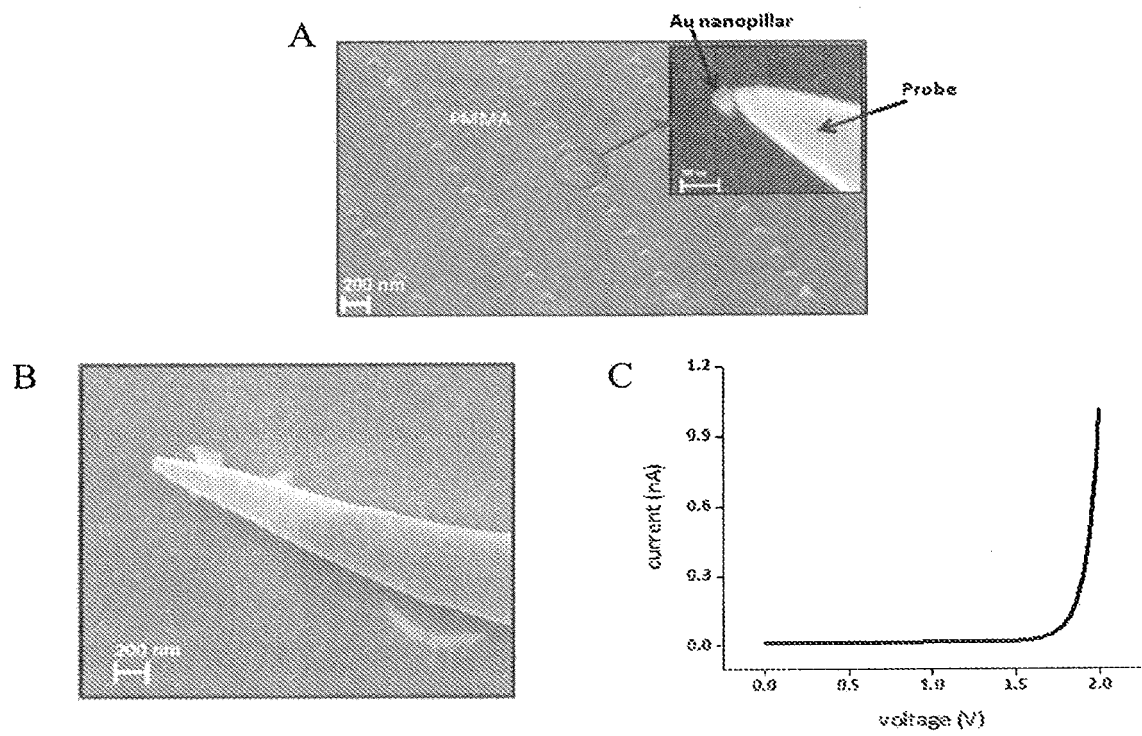 A
Au nanopillar
Probe
PMMA
200 nm
B
200 nm
C
1.2
0.9
0.6
0.3
0.0
current (nA)
0.0
0.5
1.0
1.5
2.0
voltage (V)